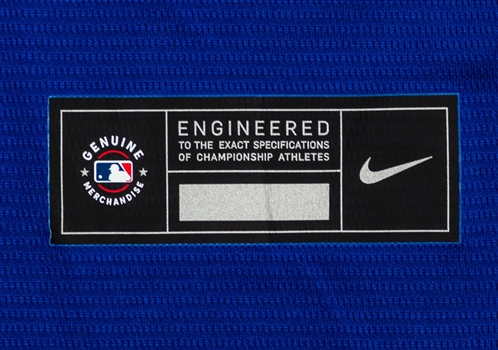 GENUINE
MERCHANDISE
ENGINEERED
TO THE EXACT SPECIFICATIONS
OF CHAMPIONSHIP ATHLETES